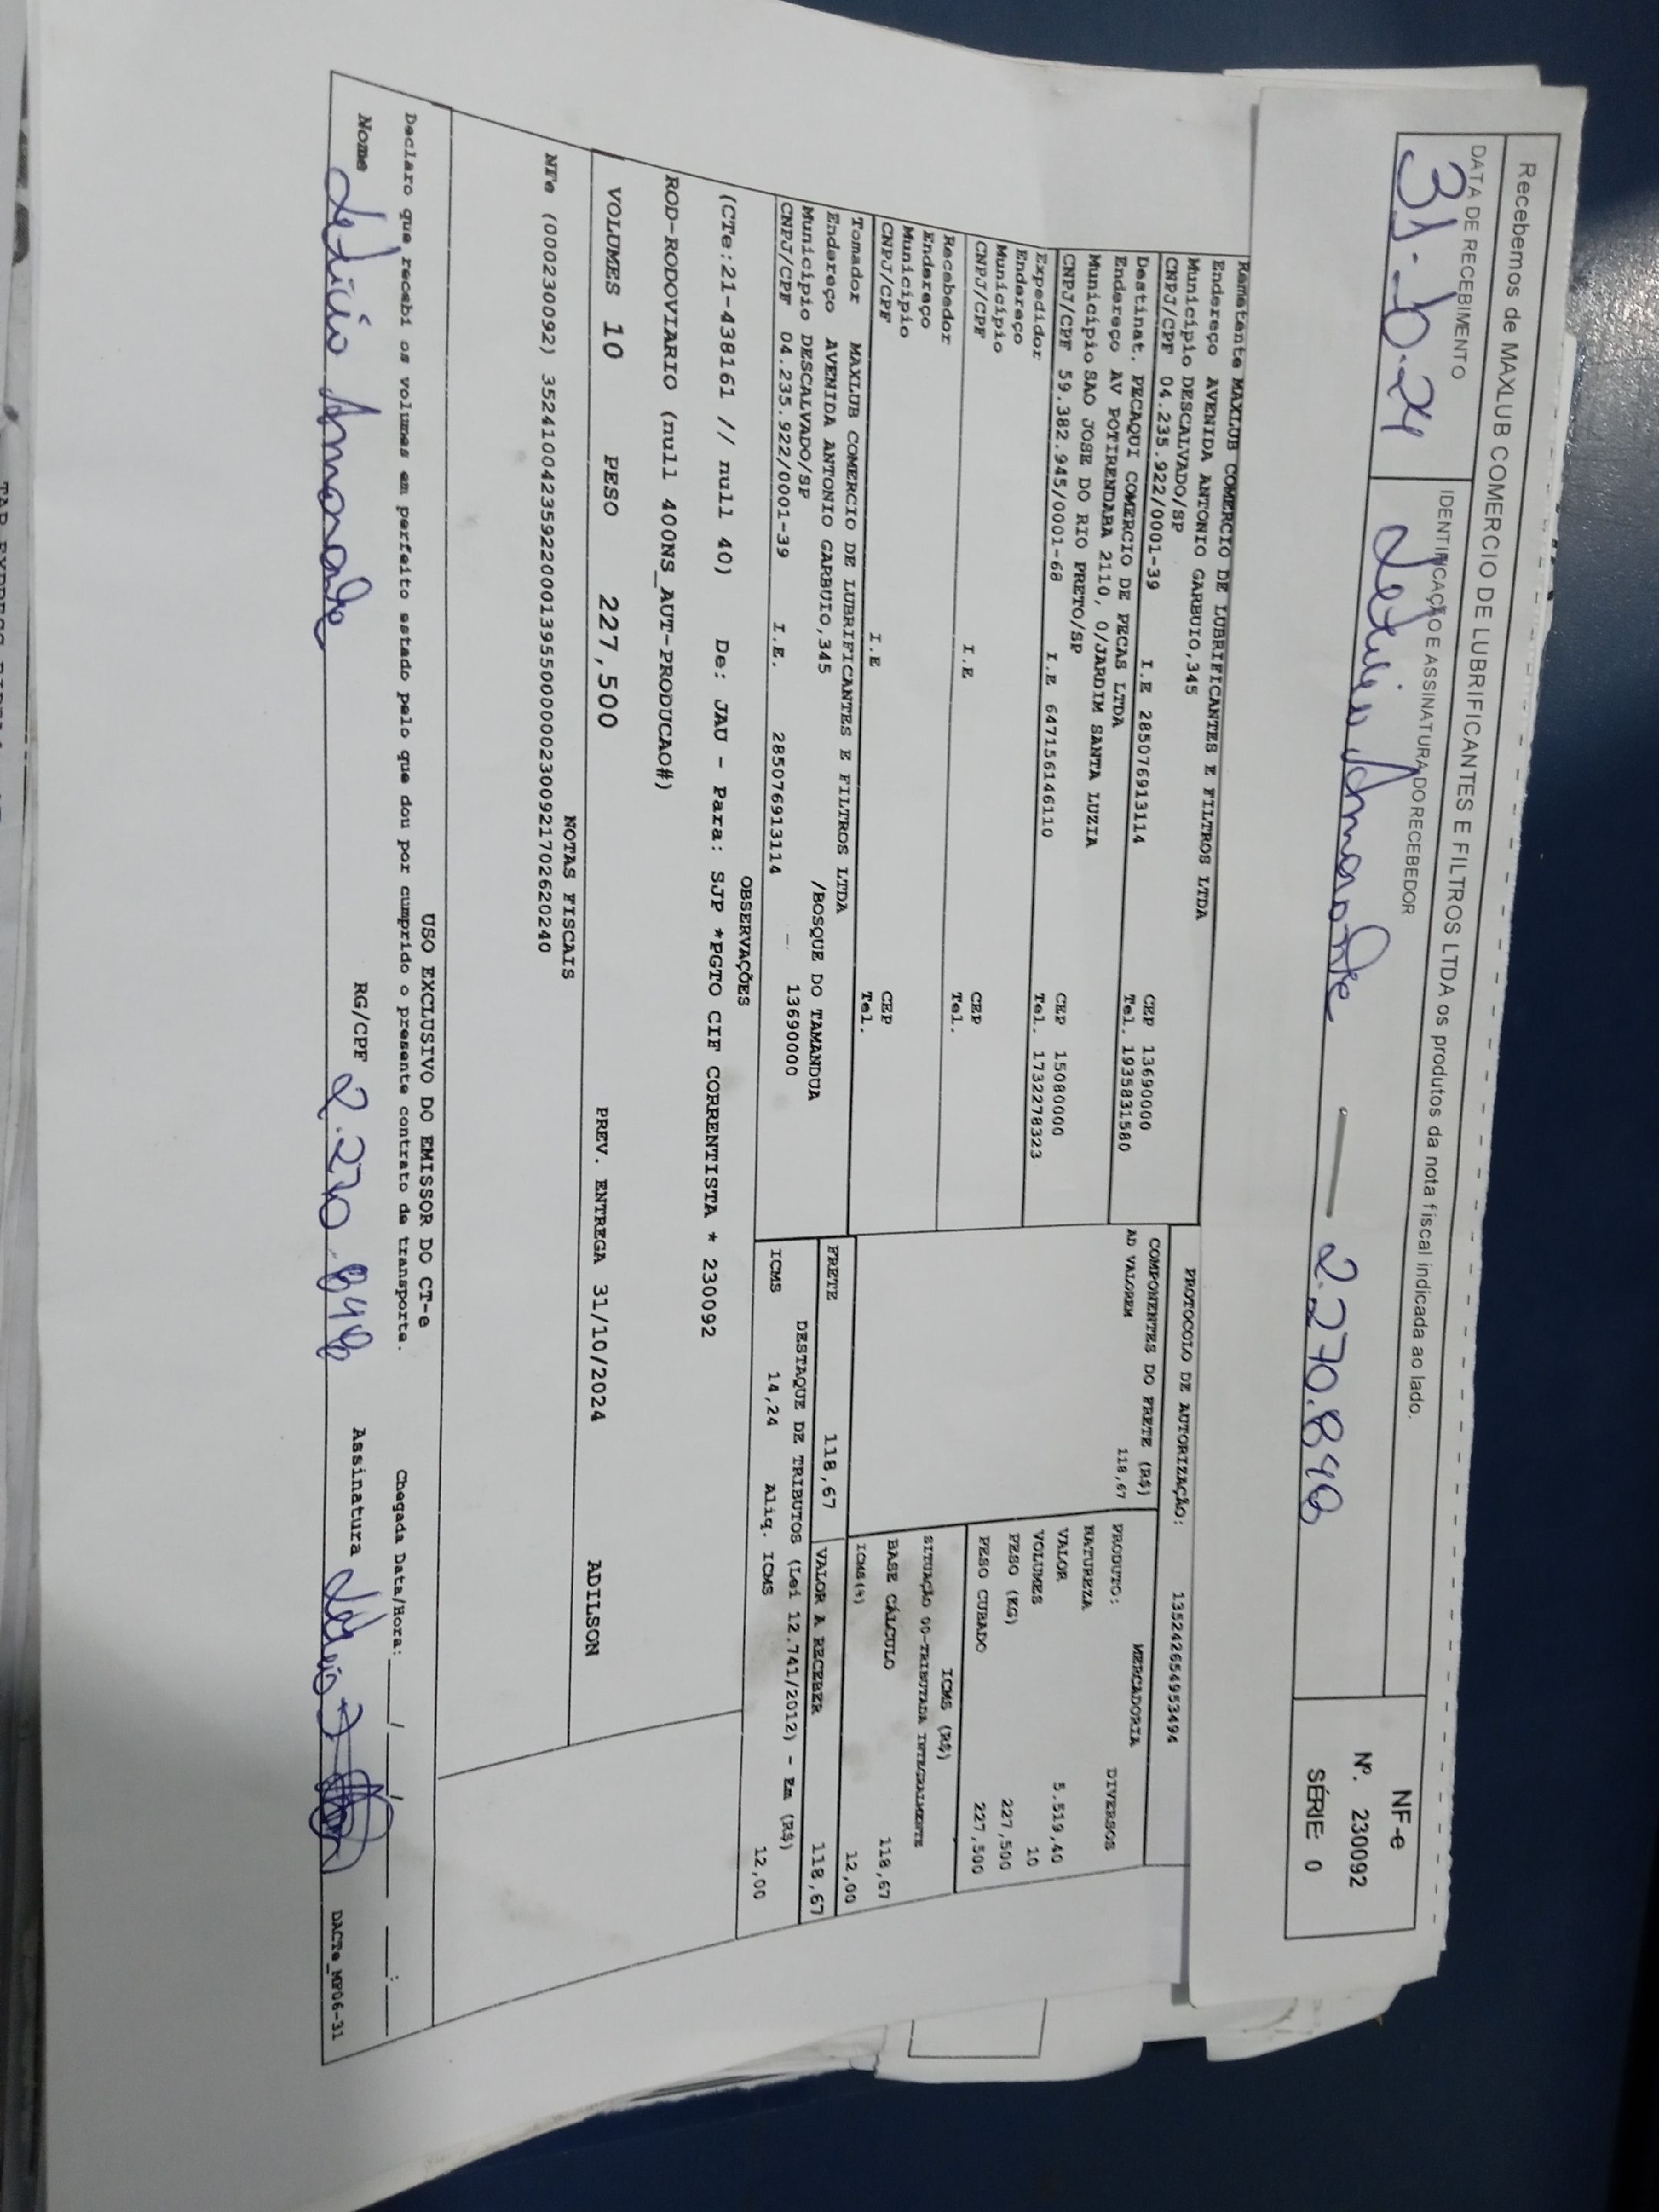 Recebemos de MAXLUB COMERCIO DE LUBRIFICANTES E FILTROS LTDA os produtos da nota fiscal indicada ao lado.
DATA DE RECEBIMENTO
IDENTIFICAÇÃO E ASSINATURA DO RECEBEDOR
31-10-24
2.270.848
NF-e
Nº. 230092
SÉRIE: 0
Remetente MAXLUB COMERCIO DE LUBRIFICANTES E FILTROS LTDA
Endereço AVENIDA ANTONIO GARBUIO,345
Município DESCALVADO/SP CEP 13690000
CNPJ/CPF 04.235.922/0001-39 I.E 285076913114 Tel. 1935831580
Destinat. PECAQUI COMERCIO DE PECAS LTDA
Endereço AV POTIRENDABA 2110, 0/JARDIM SANTA LUZIA
Município SAO JOSE DO RIO PRETO/SP CEP 15080000
CNPJ/CPF 59.382.945/0001-68 I.E 647156146110 Tel. 1732278323
Expedidor
Endereço
Município CEP
CNPJ/CPF I.E Tel.
Recebedor
Endereço
Município CEP
CNPJ/CPF I.E Tel.
Tomador MAXLUB COMERCIO DE LUBRIFICANTES E FILTROS LTDA
Endereço AVENIDA ANTONIO GARBUIO,345 /BOSQUE DO TAMANDUA
Município DESCALVADO/SP - 13690000
CNPJ/CPF 04.235.922/0001-39 I.E. 285076913114
PROTOCOLO DE AUTORIZAÇÃO: 135242654953494
COMPONENTES DO FRETE (R$)
AD VALOREM 118,67
MERCADORIA
PRODUTO: DIVERSOS
NATUREZA
VALOR 5.519,40
VOLUMES 10
PESO (KG) 227,500
PESO CUBADO 227,500
ICMS (R$)
SITUAÇÃO 00-TRIBUTADA INTEGRALMENTE
BASE CÁLCULO 118,67
ICMS(%) 12,00
FRETE 118,67 VALOR A RECEBER 118,67
DESTAQUE DE TRIBUTOS (Lei 12.741/2012) - Em (R$)
ICMS 14,24 Aliq. ICMS 12,00
OBSERVAÇÕES
(CTe:21-438161 // null 40) De: JAU - Para: SJP *PGTO CIF CORRENTISTA * 230092
ROD-RODOVIARIO (null 400NS_AUT-PRODUCAO#)
VOLUMES 10 PESO 227,500 PREV. ENTREGA 31/10/2024 ADILSON
NOTAS FISCAIS
NFe (000230092) 35241004235922000139550000002300921702620240
USO EXCLUSIVO DO EMISSOR DO CT-e
Declaro que recebi os volumes em perfeito estado pelo que dou por cumprido o presente contrato de transporte. Chegada Data/Hora: ___/___/___ __:__
Nome RG/CPF 2.270.848 Assinatura
DACTe_MP06-31